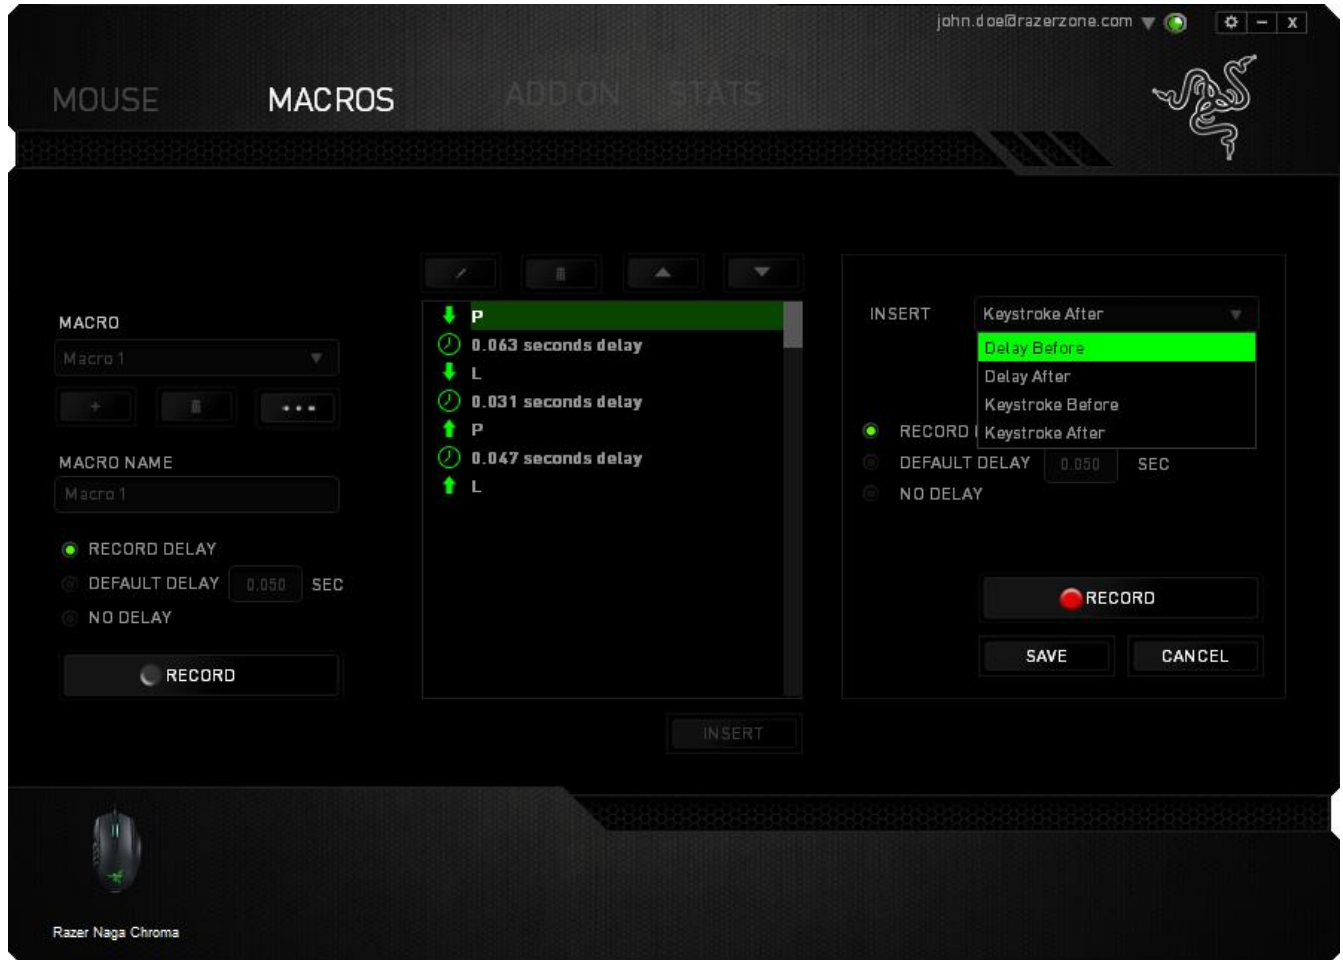 john.doe@razerzone.com
MOUSE MACROS ADD ON STATS
MACRO
Macro 1
MACRO NAME
Macro 1
RECORD DELAY
DEFAULT DELAY 0.050 SEC
NO DELAY
RECORD
P
0.063 seconds delay
L
0.031 seconds delay
P
0.047 seconds delay
L
INSERT
INSERT Keystroke After
Delay Before
Delay After
Keystroke Before
Keystroke After
RECORD
DEFAULT DELAY 0.050 SEC
NO DELAY
RECORD
SAVE CANCEL
Razer Naga Chroma